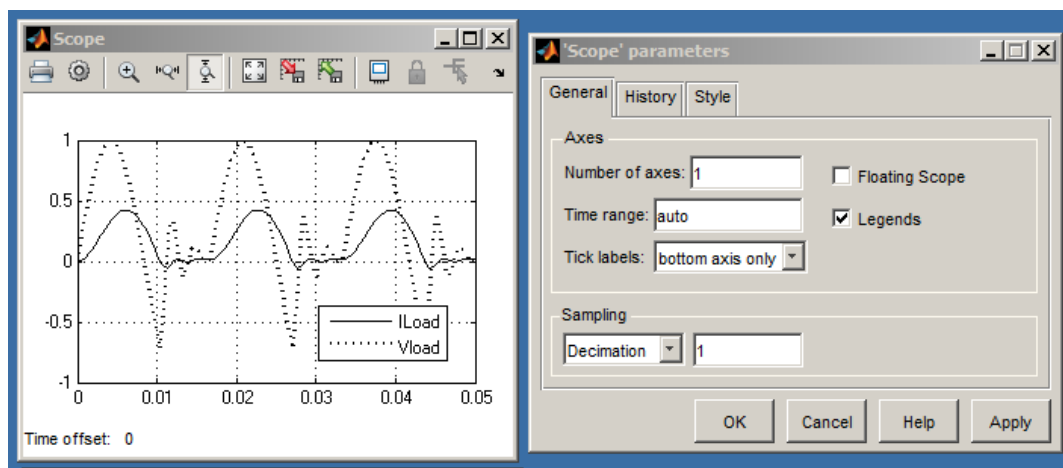 Scope
1
0.5
0
-0.5
-1
0
0.01
0.02
0.03
0.04
0.05
ILoad
Vload
Time offset: 0
'Scope' parameters
General History Style
Axes
Number of axes: 1
Floating Scope
Time range: auto
Legends
Tick labels: bottom axis only
Sampling
Decimation 1
OK Cancel Help Apply